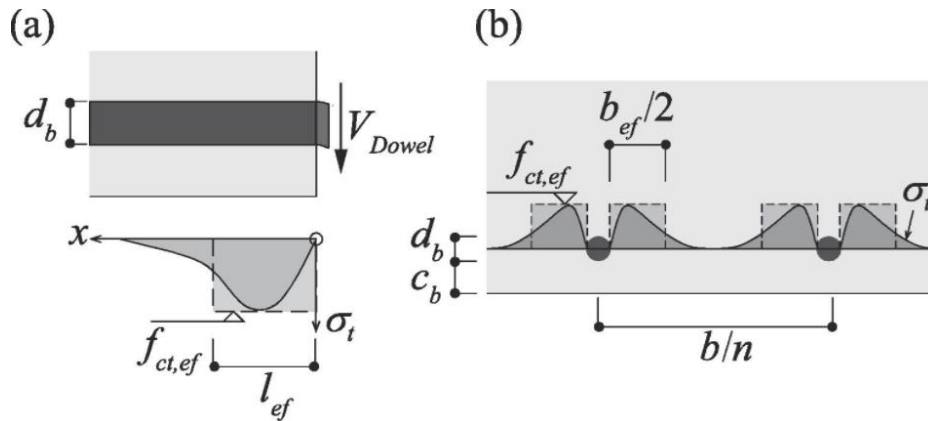 (a)
d_b
V_Dowel
x
σ_t
f_ct,ef
l_ef
(b)
b_ef/2
f_ct,ef
σ_t
d_b
c_b
b/n